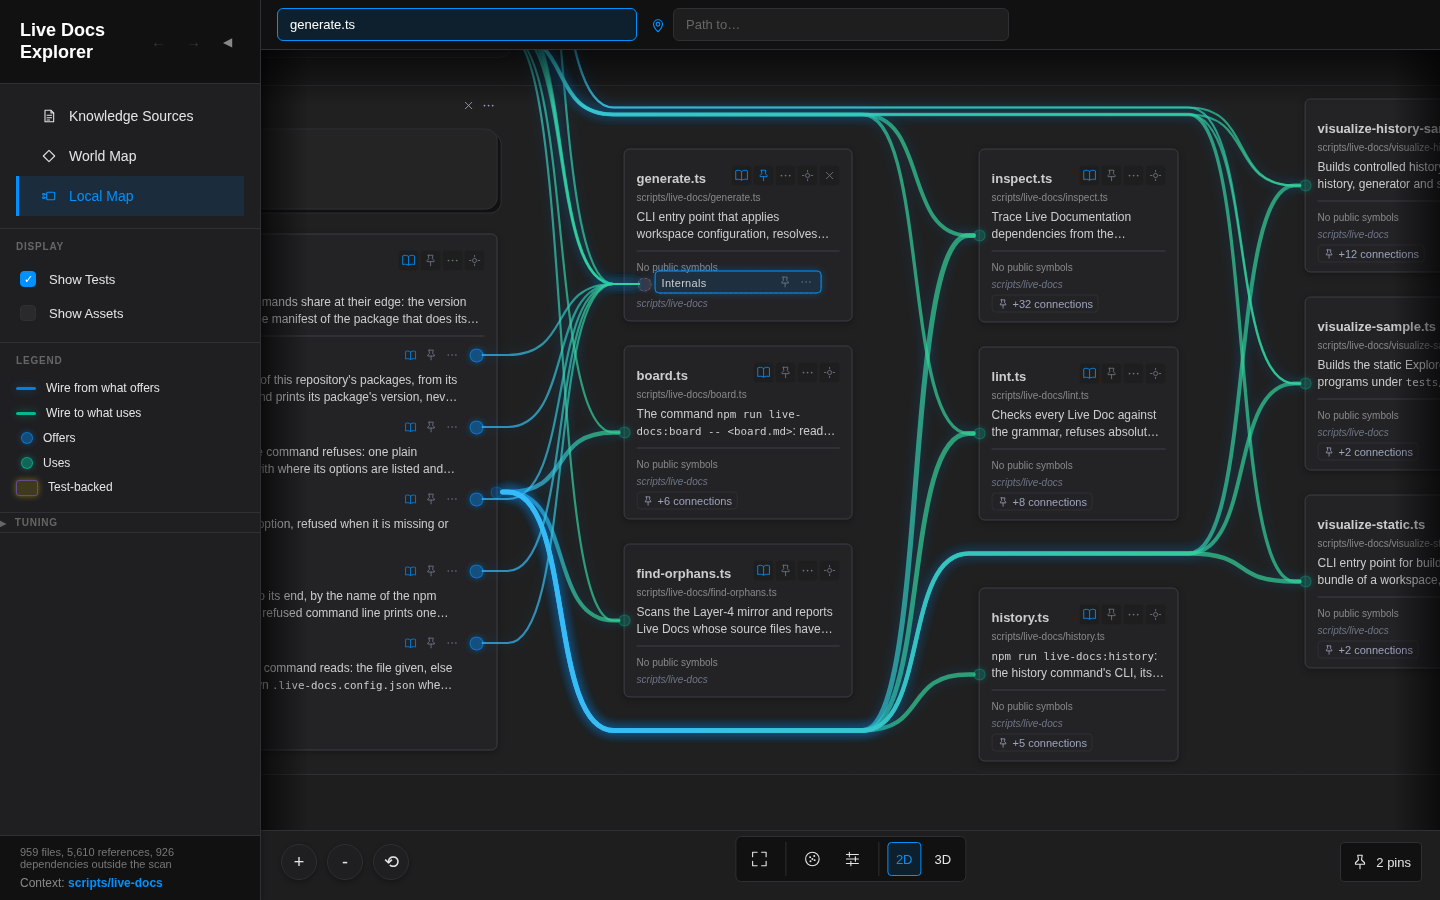 Live Docs
Explorer
generate.ts
Path to…
Knowledge Sources
World Map
Local Map
DISPLAY
Show Tests
Show Assets
LEGEND
Wire from what offers
Wire to what uses
Offers
Uses
Test-backed
TUNING
959 files, 5,610 references, 926
dependencies outside the scan
Context: scripts/live-docs
mands share at their edge: the version
manifest of the package that does its…
of this repository's packages, from its
prints its package's version, nev…
command refuses: one plain
where its options are listed and…
option, refused when it is missing or
its end, by the name of the npm
refused command line prints one…
command reads: the file given, else
.live-docs.config.json whe…
generate.ts
scripts/live-docs/generate.ts
CLI entry point that applies
workspace configuration, resolves…
No public symbols
Internals
scripts/live-docs
board.ts
scripts/live-docs/board.ts
The command npm run live-
docs:board -- <board.md>: read…
No public symbols
scripts/live-docs
+6 connections
find-orphans.ts
scripts/live-docs/find-orphans.ts
Scans the Layer-4 mirror and reports
Live Docs whose source files have…
No public symbols
scripts/live-docs
inspect.ts
scripts/live-docs/inspect.ts
Trace Live Documentation
dependencies from the…
No public symbols
scripts/live-docs
+32 connections
lint.ts
scripts/live-docs/lint.ts
Checks every Live Doc against
the grammar, refuses absolut…
No public symbols
scripts/live-docs
+8 connections
history.ts
scripts/live-docs/history.ts
npm run live-docs:history:
the history command's CLI, its…
No public symbols
scripts/live-docs
+5 connections
visualize-history-sa
scripts/live-docs/visualize-h
Builds controlled history
history, generator and s
No public symbols
scripts/live-docs
+12 connections
visualize-sample.ts
scripts/live-docs/visualize-sa
Builds the static Explor
programs under tests
No public symbols
scripts/live-docs
+2 connections
visualize-static.ts
scripts/live-docs/visualize-st
CLI entry point for build
bundle of a workspace,
No public symbols
scripts/live-docs
+2 connections
+
-
2D
3D
2 pins